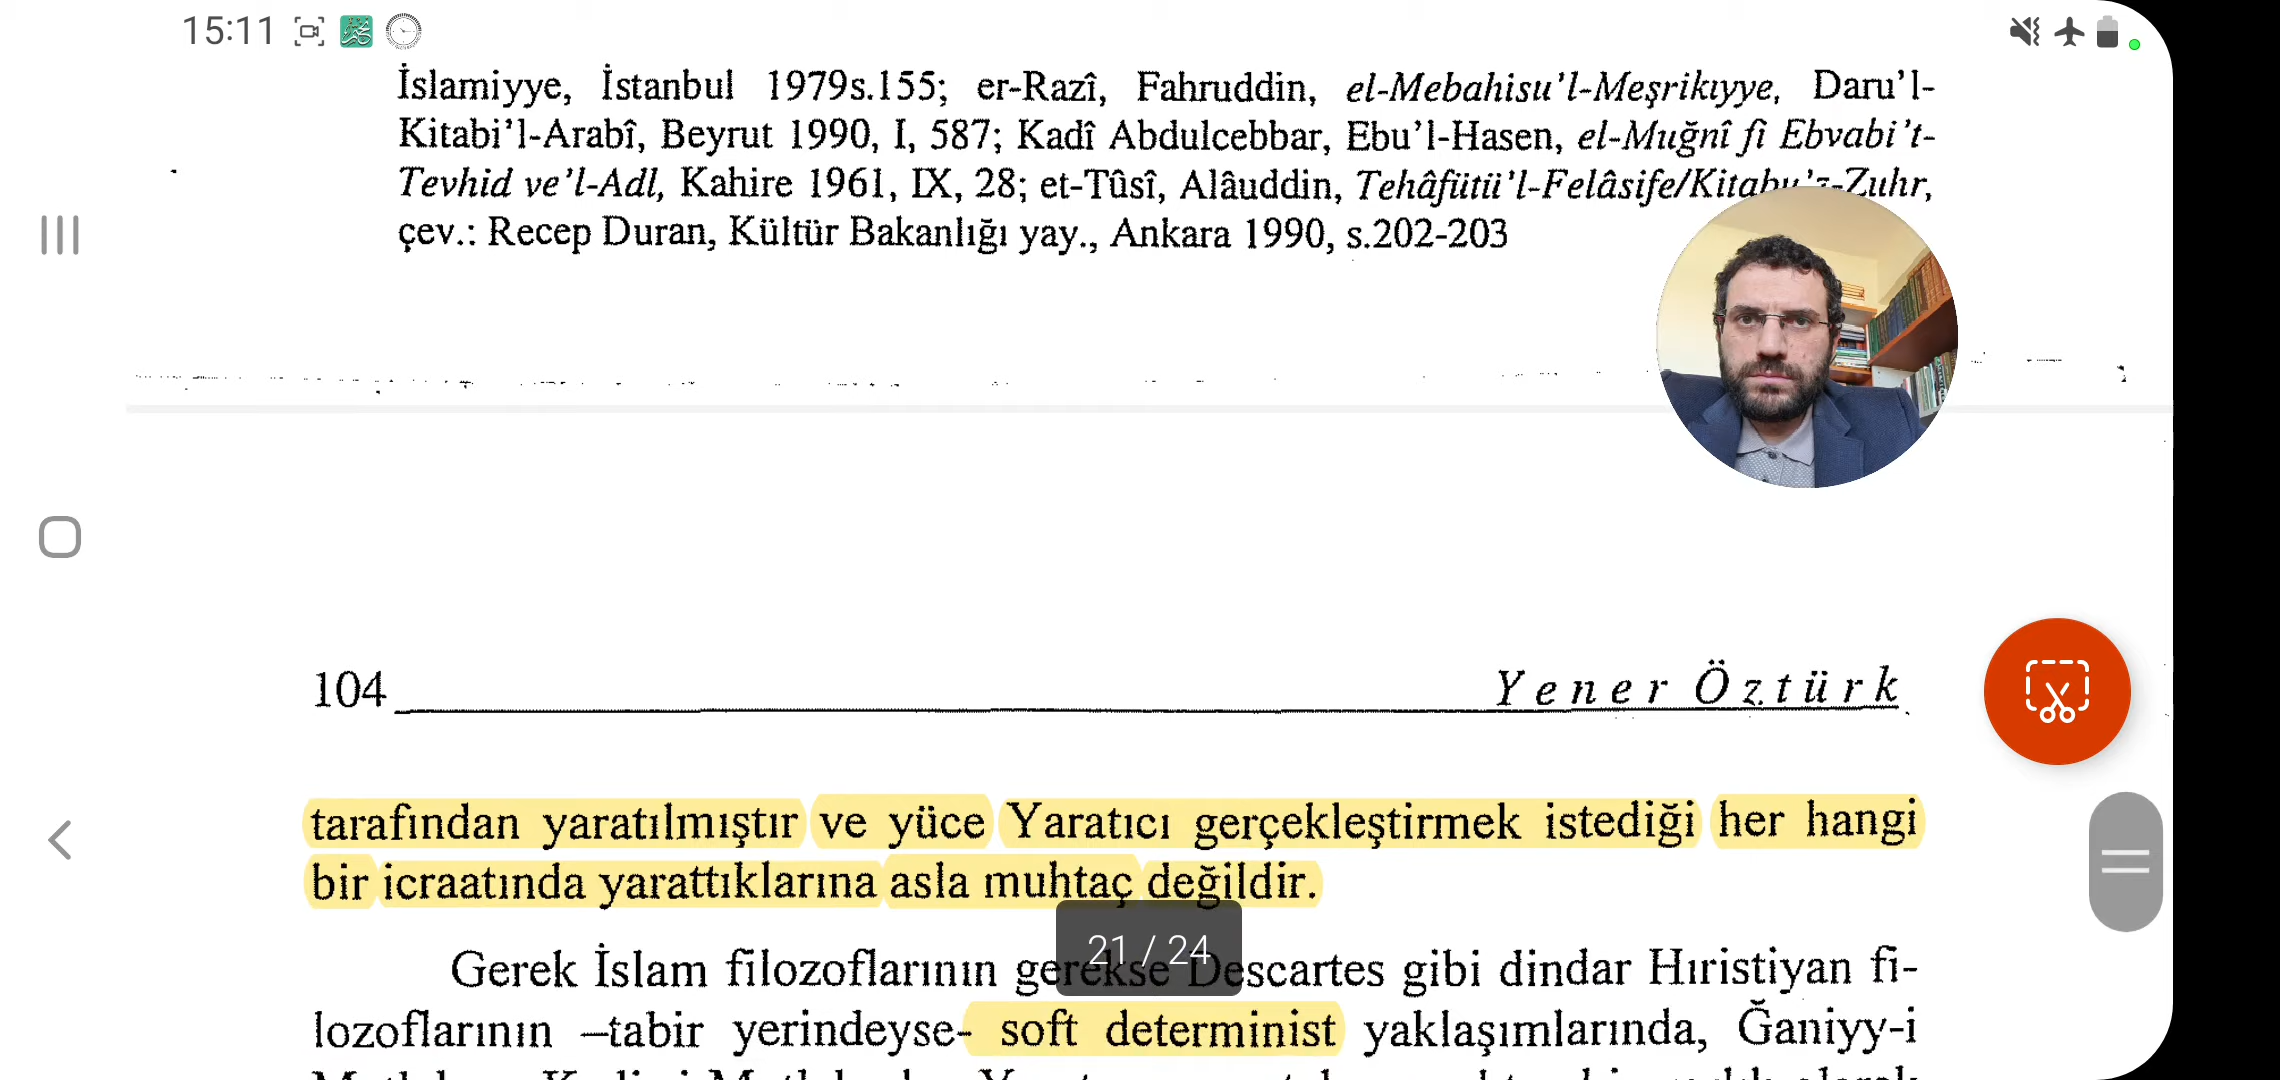 15:11
İslamiyye, İstanbul 1979s.155; er-Razî, Fahruddin, el-Mebahisu'l-Meşrikıyye, Daru'l-
Kitabi'l-Arabî, Beyrut 1990, I, 587; Kadî Abdulcebbar, Ebu'l-Hasen, el-Muğnî fî Ebvabi't-
Tevhid ve'l-Adl, Kahire 1961, IX, 28; et-Tûsî, Alâuddin, Tehâfütü'l-Felâsife/Kitabu'z-Zuhr,
çev.: Recep Duran, Kültür Bakanlığı yay., Ankara 1990, s.202-203
104 Yener Öztürk
tarafından yaratılmıştır ve yüce Yaratıcı gerçekleştirmek istediği her hangi
bir icraatında yarattıklarına asla muhtaç değildir.
21 / 24
Gerek İslam filozoflarının gerekse Descartes gibi dindar Hıristiyan fi-
lozoflarının –tabir yerindeyse- soft determinist yaklaşımlarında, Ğaniyy-i